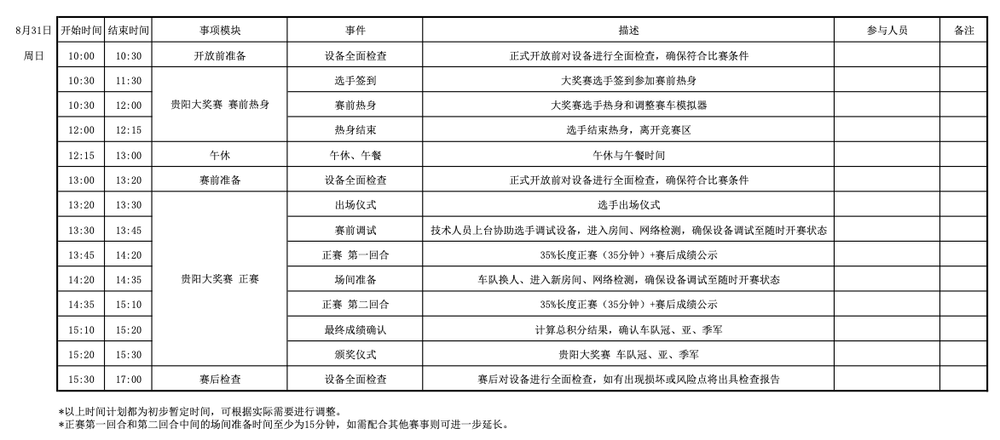 8月31日 开始时间 结束时间 事项模块 事件 描述 参与人员 备注
周日 10:00 10:30 开放前准备 设备全面检查 正式开放前对设备进行全面检查，确保符合比赛条件
10:30 11:30 选手签到 大奖赛选手签到参加赛前热身
10:30 12:00 贵阳大奖赛 赛前热身 赛前热身 大奖赛选手热身和调整赛车模拟器
12:00 12:15 热身结束 选手结束热身，离开竞赛区
12:15 13:00 午休 午休、午餐 午休与午餐时间
13:00 13:20 赛前准备 设备全面检查 正式开放前对设备进行全面检查，确保符合比赛条件
13:20 13:30 出场仪式 选手出场仪式
13:30 13:45 赛前调试 技术人员上台协助选手调试设备，进入房间、网络检测，确保设备调试至随时开赛状态
13:45 14:20 正赛 第一回合 35%长度正赛（35分钟）+赛后成绩公示
14:20 14:35 贵阳大奖赛 正赛 场间准备 车队换人、进入新房间、网络检测，确保设备调试至随时开赛状态
14:35 15:10 正赛 第二回合 35%长度正赛（35分钟）+赛后成绩公示
15:10 15:20 最终成绩确认 计算总积分结果，确认车队冠、亚、季军
15:20 15:30 颁奖仪式 贵阳大奖赛 车队冠、亚、季军
15:30 17:00 赛后检查 设备全面检查 赛后对设备进行全面检查，如有出现损坏或风险点将出具检查报告
*以上时间计划都为初步暂定时间，可根据实际需要进行调整。
*正赛第一回合和第二回合中间的场间准备时间至少为15分钟，如需配合其他赛事则可进一步延长。